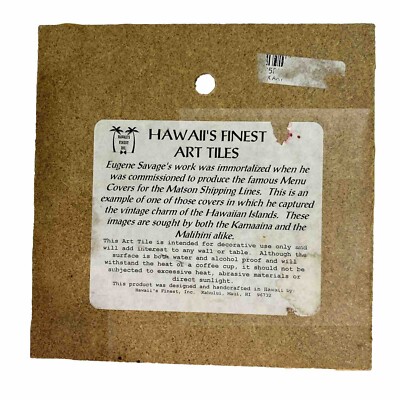 HAWAII'S FINEST
ART TILES
Eugene Savage's work was immortalized when he
was commissioned to produce the famous Menu
Covers for the Matson Shipping Lines. This is an
example of one of those covers in which he captured
the vintage charm of the Hawaiian Islands. These
images are sought by both the Kamaaina and the
Malihini alike.
This Art Tile is intended for decorative use only and
will add interest to any wall or table. Although the
surface is both water and alcohol proof and will
withstand the heat of a coffee cup, it should not be
subjected to excessive heat, abrasive materials or
direct sunlight.
This product was designed and handcrafted in Hawaii by:
Hawaii's Finest, Inc. Kahului, Maui, HI 96732